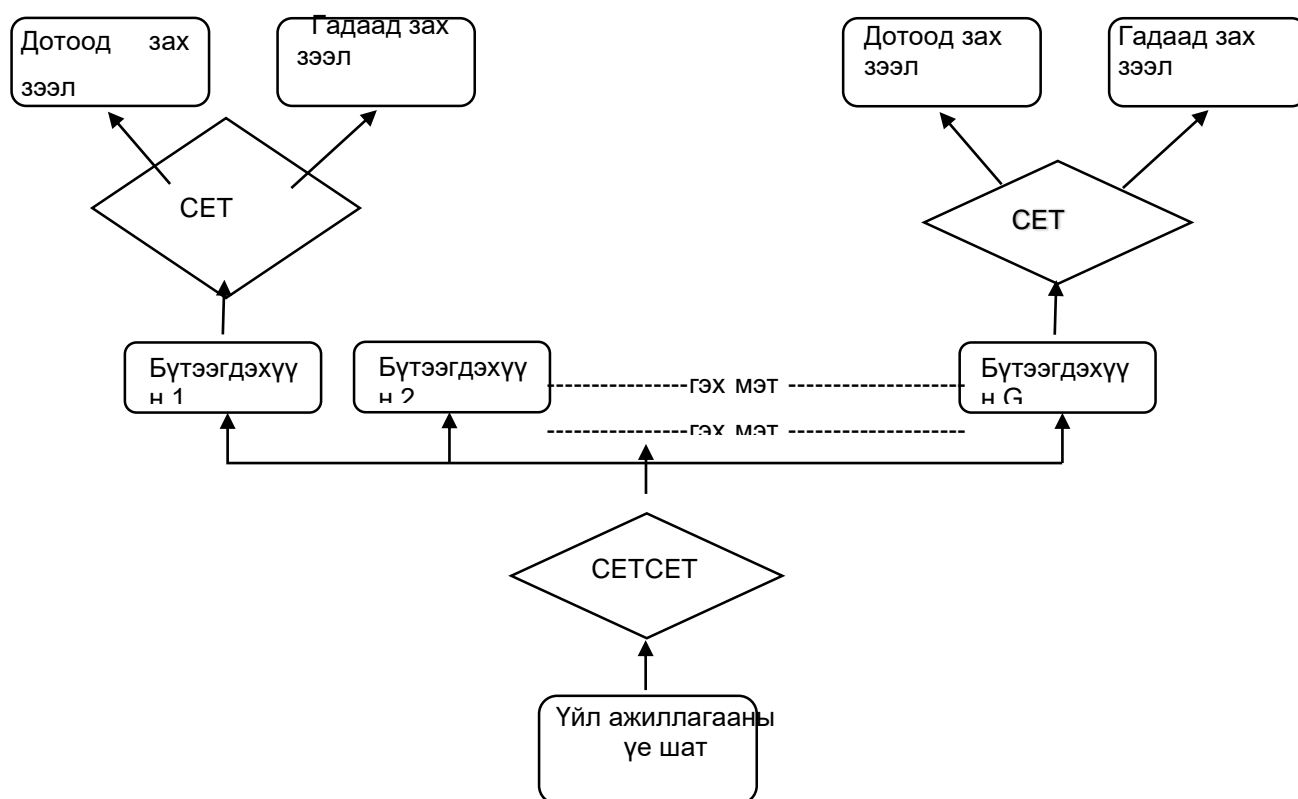 Дотоод зах
зээл
Гадаад зах
зээл
Дотоод зах
зээл
Гадаад зах
зээл
CET
CET
Бүтээгдэхүү
н 1
Бүтээгдэхүү
н 2
--------------гэх мэт -----------------
Бүтээгдэхүү
н G
--------------гэх мэт -----------------
CETCET
Үйл ажиллагааны
үе шат